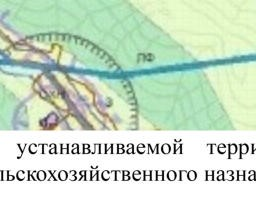 ЛФ
устанавливаемой терри
льскохозяйственного назна